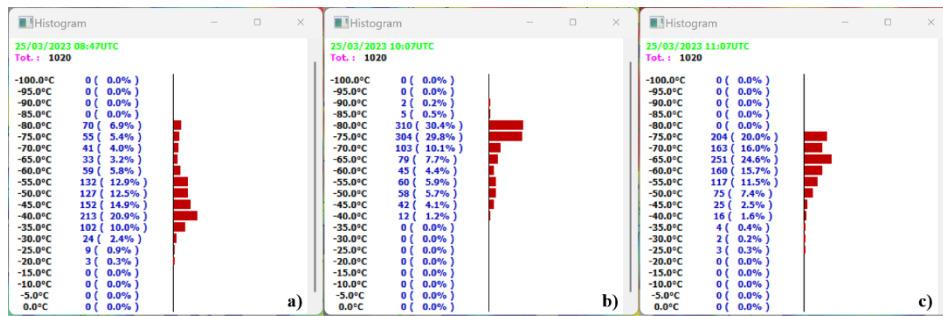 Histogram
25/03/2023 08:47UTC
Tot. : 1020
-100.0°C 0 ( 0.0% )
-95.0°C 0 ( 0.0% )
-90.0°C 0 ( 0.0% )
-85.0°C 0 ( 0.0% )
-80.0°C 70 ( 6.9% )
-75.0°C 55 ( 5.4% )
-70.0°C 41 ( 4.0% )
-65.0°C 33 ( 3.2% )
-60.0°C 59 ( 5.8% )
-55.0°C 132 ( 12.9% )
-50.0°C 127 ( 12.5% )
-45.0°C 152 ( 14.9% )
-40.0°C 213 ( 20.9% )
-35.0°C 102 ( 10.0% )
-30.0°C 24 ( 2.4% )
-25.0°C 9 ( 0.9% )
-20.0°C 3 ( 0.3% )
-15.0°C 0 ( 0.0% )
-10.0°C 0 ( 0.0% )
-5.0°C 0 ( 0.0% )
0.0°C 0 ( 0.0% )
a)
Histogram
25/03/2023 10:07UTC
Tot. : 1020
-100.0°C 0 ( 0.0% )
-95.0°C 0 ( 0.0% )
-90.0°C 2 ( 0.2% )
-85.0°C 5 ( 0.5% )
-80.0°C 310 ( 30.4% )
-75.0°C 304 ( 29.8% )
-70.0°C 103 ( 10.1% )
-65.0°C 79 ( 7.7% )
-60.0°C 45 ( 4.4% )
-55.0°C 60 ( 5.9% )
-50.0°C 58 ( 5.7% )
-45.0°C 42 ( 4.1% )
-40.0°C 12 ( 1.2% )
-35.0°C 0 ( 0.0% )
-30.0°C 0 ( 0.0% )
-25.0°C 0 ( 0.0% )
-20.0°C 0 ( 0.0% )
-15.0°C 0 ( 0.0% )
-10.0°C 0 ( 0.0% )
-5.0°C 0 ( 0.0% )
0.0°C 0 ( 0.0% )
b)
Histogram
25/03/2023 11:07UTC
Tot. : 1020
-100.0°C 0 ( 0.0% )
-95.0°C 0 ( 0.0% )
-90.0°C 0 ( 0.0% )
-85.0°C 0 ( 0.0% )
-80.0°C 0 ( 0.0% )
-75.0°C 204 ( 20.0% )
-70.0°C 163 ( 16.0% )
-65.0°C 251 ( 24.6% )
-60.0°C 160 ( 15.7% )
-55.0°C 117 ( 11.5% )
-50.0°C 75 ( 7.4% )
-45.0°C 25 ( 2.5% )
-40.0°C 16 ( 1.6% )
-35.0°C 4 ( 0.4% )
-30.0°C 2 ( 0.2% )
-25.0°C 3 ( 0.3% )
-20.0°C 0 ( 0.0% )
-15.0°C 0 ( 0.0% )
-10.0°C 0 ( 0.0% )
-5.0°C 0 ( 0.0% )
0.0°C 0 ( 0.0% )
c)